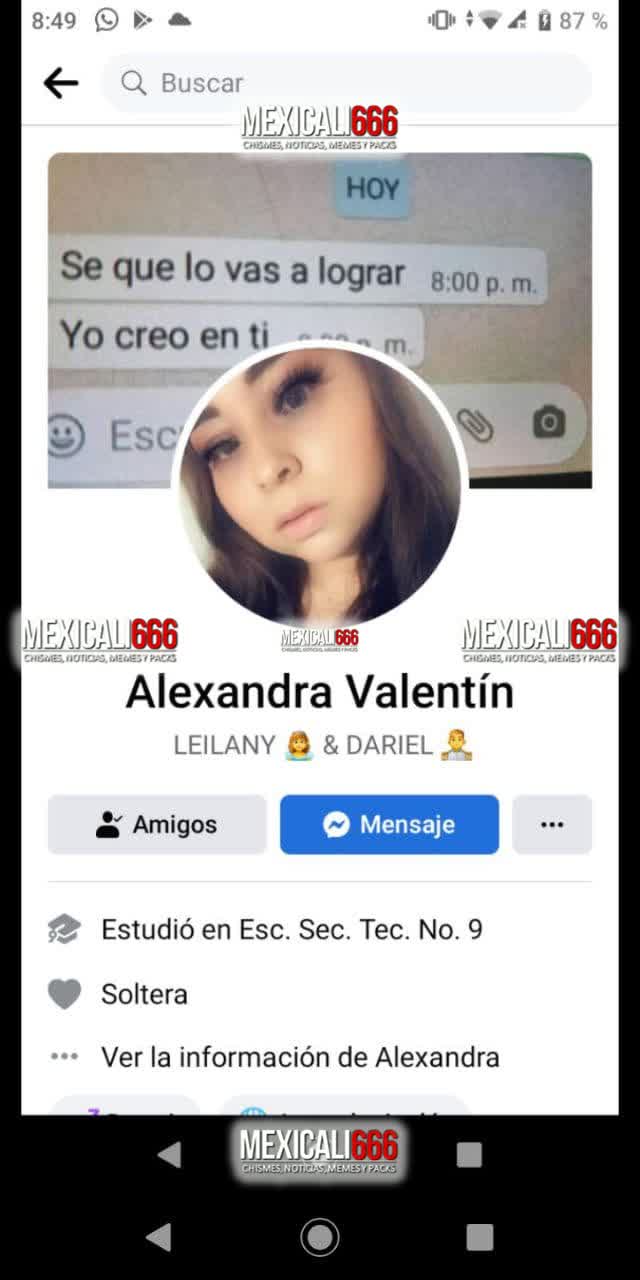 8:49
87 %
Buscar
MEXICALI666
CHISMES, NOTICIAS, MEMES Y PACKS
HOY
Se que lo vas a lograr 8:00 p. m.
Yo creo en ti m.
Esc
MEXICALI666
CHISMES, NOTICIAS, MEMES Y PACKS
MEXICALI666
CHISMES, NOTICIAS, MEMES Y PACKS
MEXICALI666
CHISMES, NOTICIAS, MEMES Y PACKS
Alexandra Valentín
LEILANY & DARIEL
Amigos
Mensaje
Estudió en Esc. Sec. Tec. No. 9
Soltera
Ver la información de Alexandra
MEXICALI666
CHISMES, NOTICIAS, MEMES Y PACKS